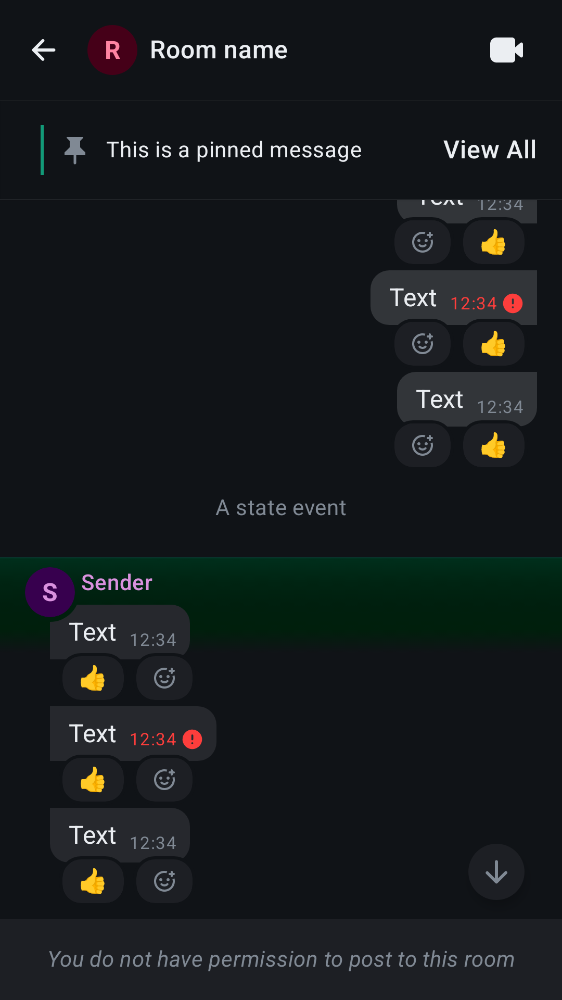 R Room name
This is a pinned message View All
Text 12:34
Text 12:34
Text 12:34
A state event
S Sender
Text 12:34
Text 12:34
Text 12:34
You do not have permission to post to this room